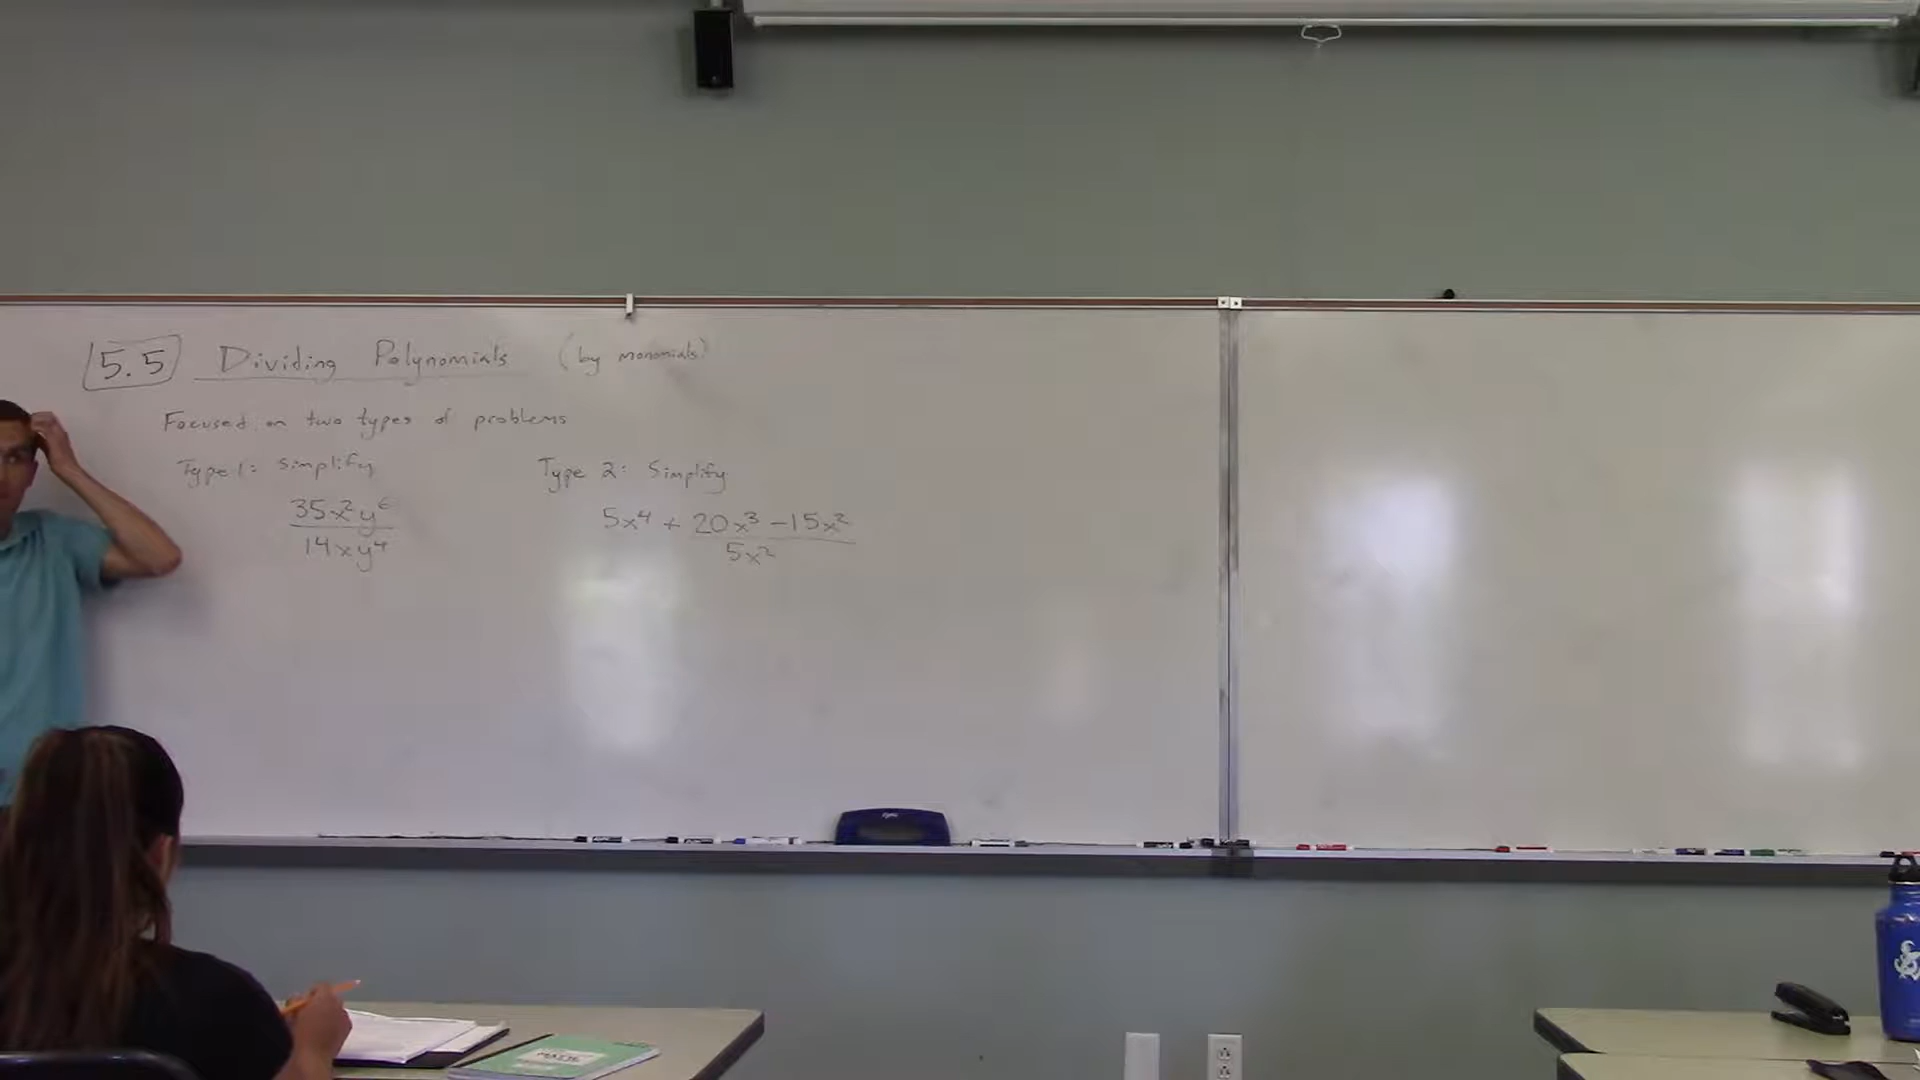 5.5 Dividing Polynomials (by monomials)
Focused on two types of problems
Type 1: Simplify
35x²y⁶
14xy⁴
Type 2: Simplify
5x⁴ + 20x³ - 15x²
5x²
MATH